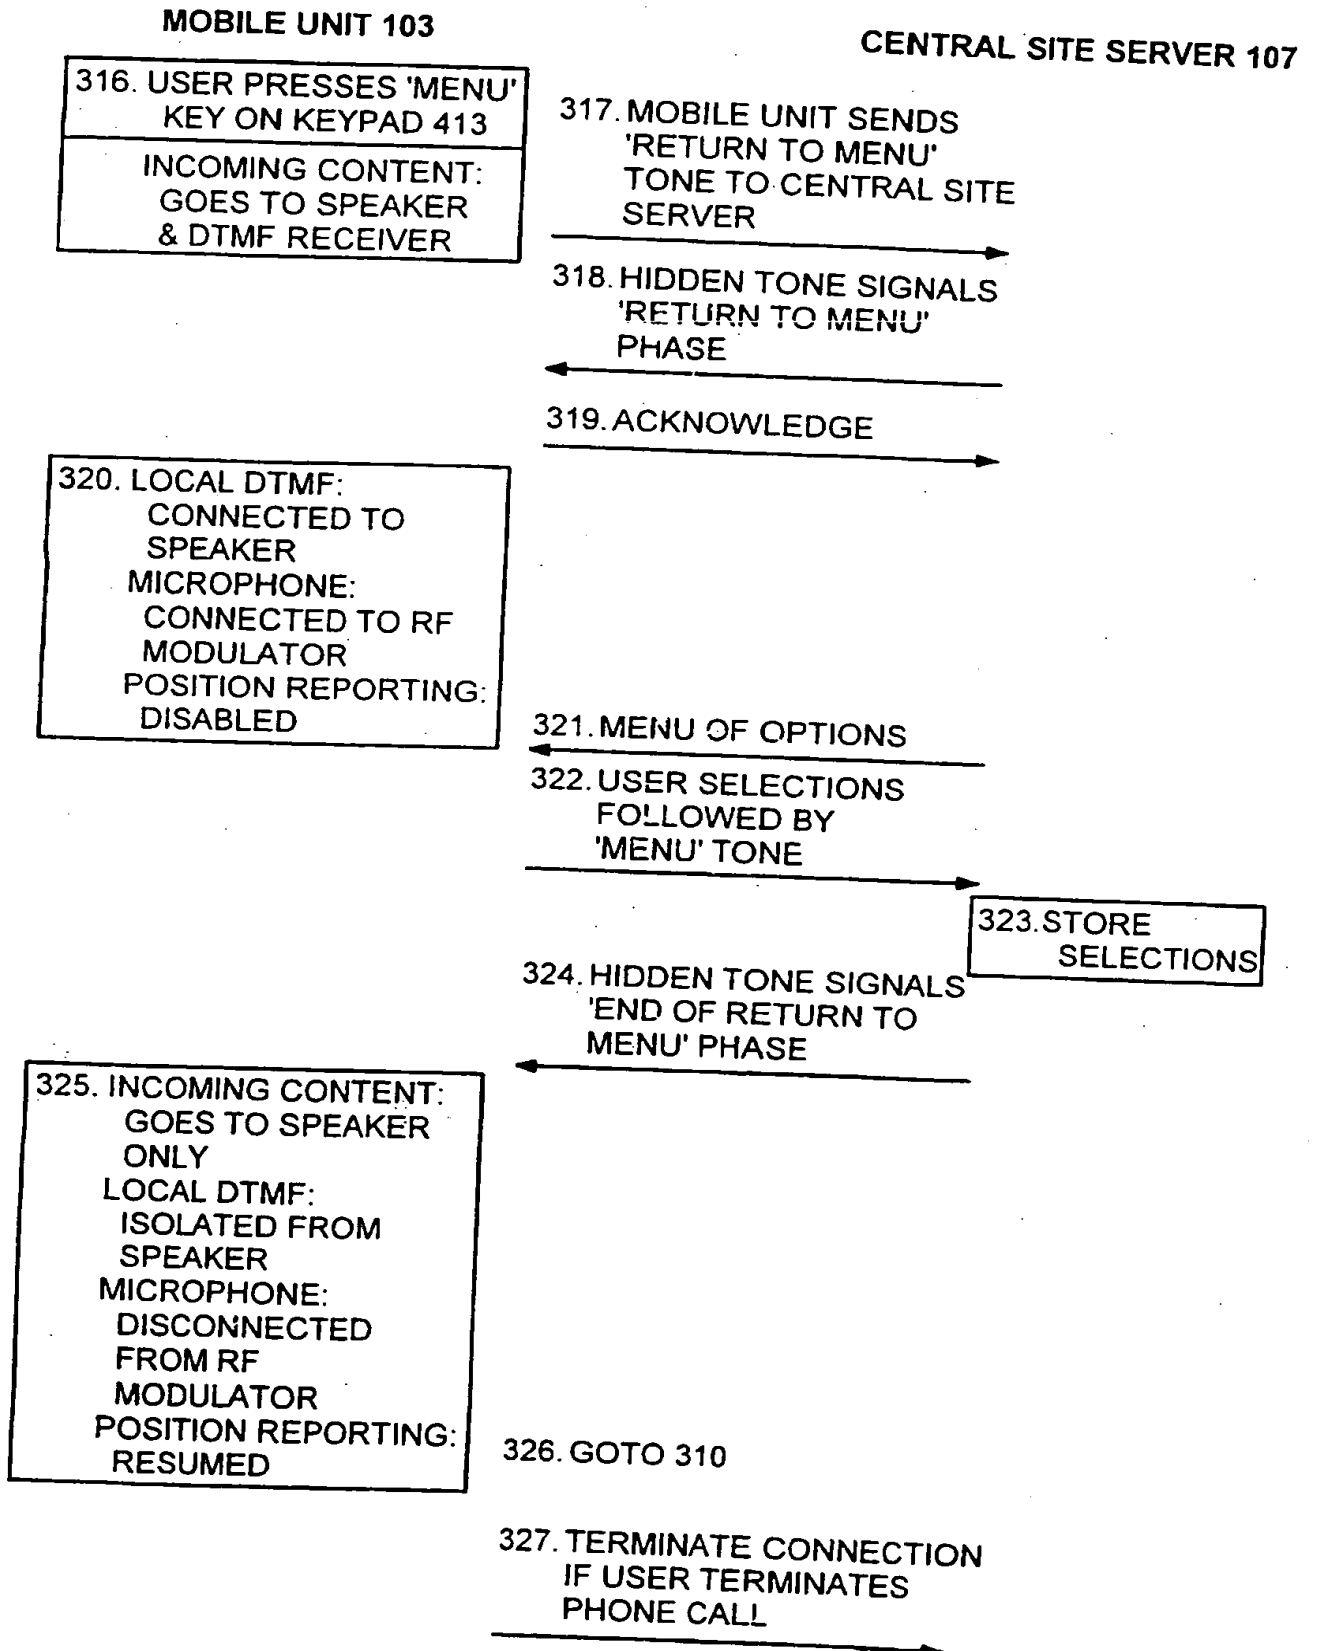 MOBILE UNIT 103
CENTRAL SITE SERVER 107
316. USER PRESSES 'MENU'
KEY ON KEYPAD 413
INCOMING CONTENT:
GOES TO SPEAKER
& DTMF RECEIVER
317. MOBILE UNIT SENDS
'RETURN TO MENU'
TONE TO CENTRAL SITE
SERVER
318. HIDDEN TONE SIGNALS
'RETURN TO MENU'
PHASE
319. ACKNOWLEDGE
320. LOCAL DTMF:
CONNECTED TO
SPEAKER
MICROPHONE:
CONNECTED TO RF
MODULATOR
POSITION REPORTING:
DISABLED
321. MENU OF OPTIONS
322. USER SELECTIONS
FOLLOWED BY
'MENU' TONE
323. STORE
SELECTIONS
324. HIDDEN TONE SIGNALS
'END OF RETURN TO
MENU' PHASE
325. INCOMING CONTENT:
GOES TO SPEAKER
ONLY
LOCAL DTMF:
ISOLATED FROM
SPEAKER
MICROPHONE:
DISCONNECTED
FROM RF
MODULATOR
POSITION REPORTING:
RESUMED
326. GOTO 310
327. TERMINATE CONNECTION
IF USER TERMINATES
PHONE CALL